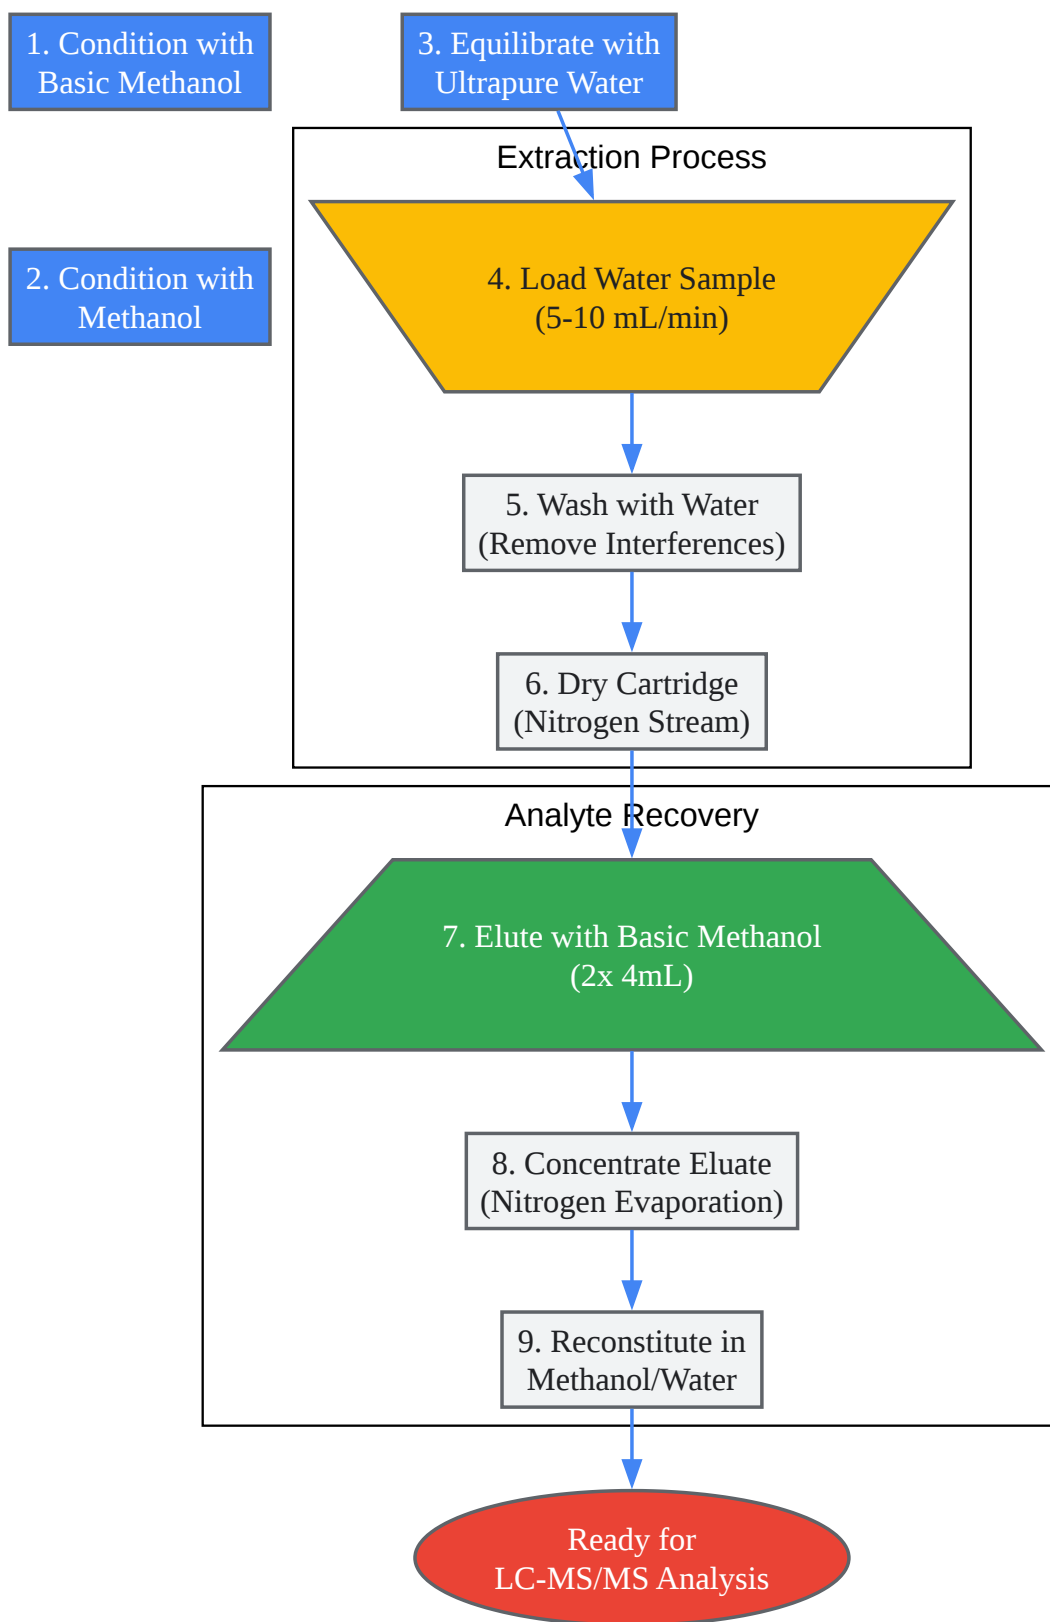 1. Condition with
Basic Methanol
2. Condition with
Methanol
3. Equilibrate with
Ultrapure Water
Extraction Process
4. Load Water Sample
(5-10 mL/min)
5. Wash with Water
(Remove Interferences)
6. Dry Cartridge
(Nitrogen Stream)
Analyte Recovery
7. Elute with Basic Methanol
(2x 4mL)
8. Concentrate Eluate
(Nitrogen Evaporation)
9. Reconstitute in
Methanol/Water
Ready for
LC-MS/MS Analysis